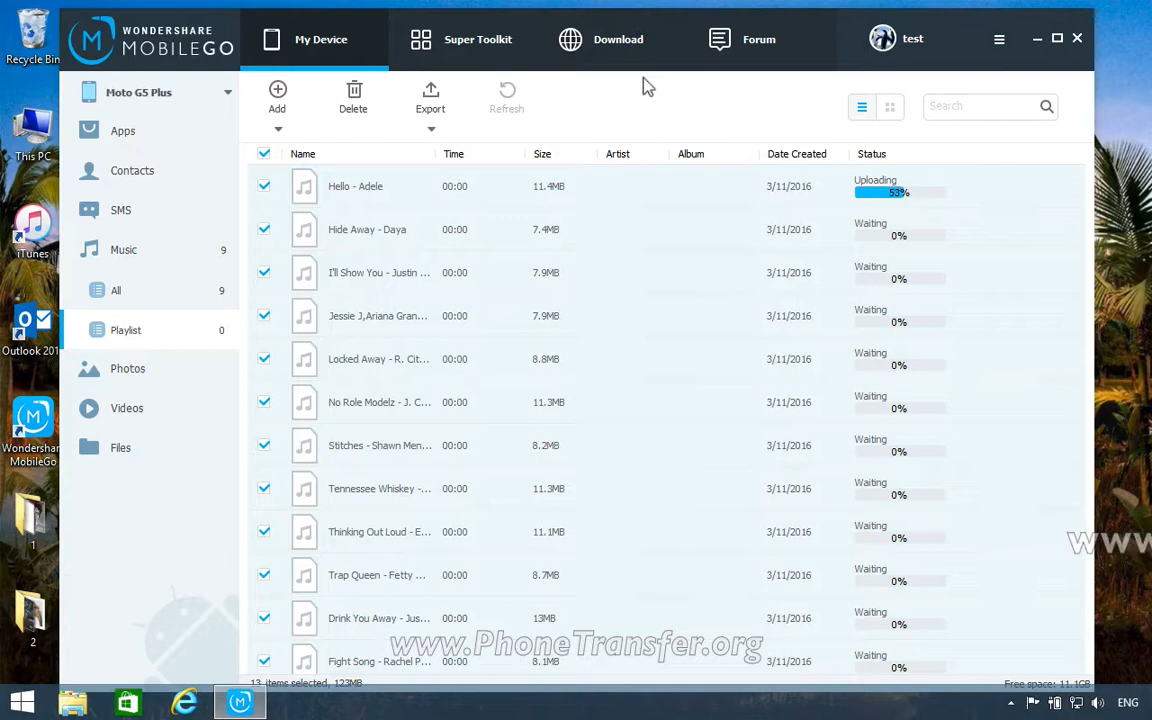 Recycle Bin
This PC
iTunes
Outlook 201
Wondershare
MobileGo
1
2
WONDERSHARE
MOBILEGO
My Device
Super Toolkit
Download
Forum
test
Moto G5 Plus
Apps
Contacts
SMS
Music 9
All 9
Playlist 0
Photos
Videos
Files
Add
Delete
Export
Refresh
Search
Name Time Size Artist Album Date Created Status
Hello - Adele 00:00 11.4MB 3/11/2016 Uploading 53%
Hide Away - Daya 00:00 7.4MB 3/11/2016 Waiting 0%
I'll Show You - Justin ... 00:00 7.9MB 3/11/2016 Waiting 0%
Jessie J,Ariana Gran... 00:00 7.9MB 3/11/2016 Waiting 0%
Locked Away - R. Cit... 00:00 8.8MB 3/11/2016 Waiting 0%
No Role Modelz - J. C... 00:00 11.3MB 3/11/2016 Waiting 0%
Stitches - Shawn Men... 00:00 8.2MB 3/11/2016 Waiting 0%
Tennessee Whiskey -... 00:00 11.3MB 3/11/2016 Waiting 0%
Thinking Out Loud - E... 00:00 11.1MB 3/11/2016 Waiting 0%
Trap Queen - Fetty ... 00:00 8.7MB 3/11/2016 Waiting 0%
Drink You Away - Jus... 00:00 13MB 3/11/2016 Waiting 0%
Fight Song - Rachel P... 00:00 8.1MB 3/11/2016 Waiting 0%
13 items selected, 123MB
Free space: 11.1GB
www.PhoneTransfer.org
www
ENG